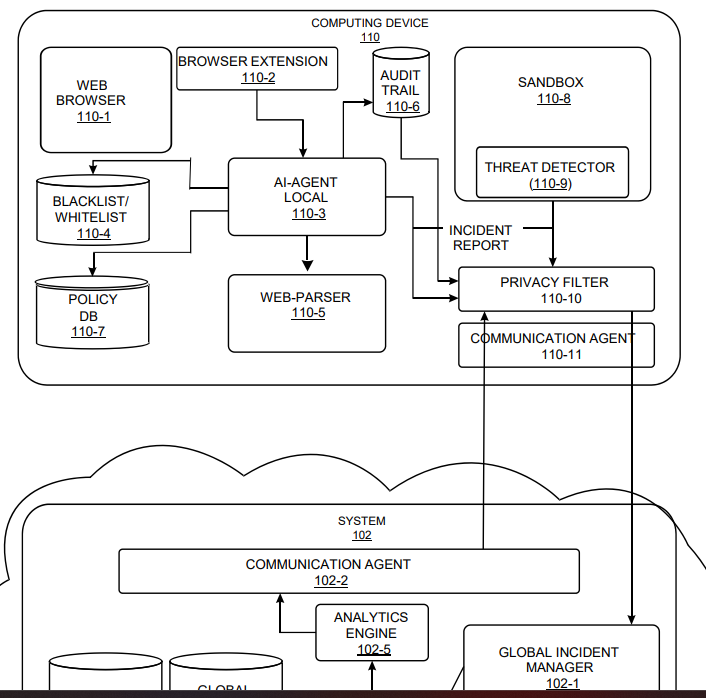 COMPUTING DEVICE
110
WEB
BROWSER
110-1
BROWSER EXTENSION
110-2
AUDIT
TRAIL
110-6
SANDBOX
110-8
THREAT DETECTOR
(110-9)
AI-AGENT
LOCAL
110-3
BLACKLIST/
WHITELIST
110-4
INCIDENT
REPORT
POLICY
DB
110-7
WEB-PARSER
110-5
PRIVACY FILTER
110-10
COMMUNICATION AGENT
110-11
SYSTEM
102
COMMUNICATION AGENT
102-2
ANALYTICS
ENGINE
102-5
GLOBAL INCIDENT
MANAGER
102-1
GLOBAL